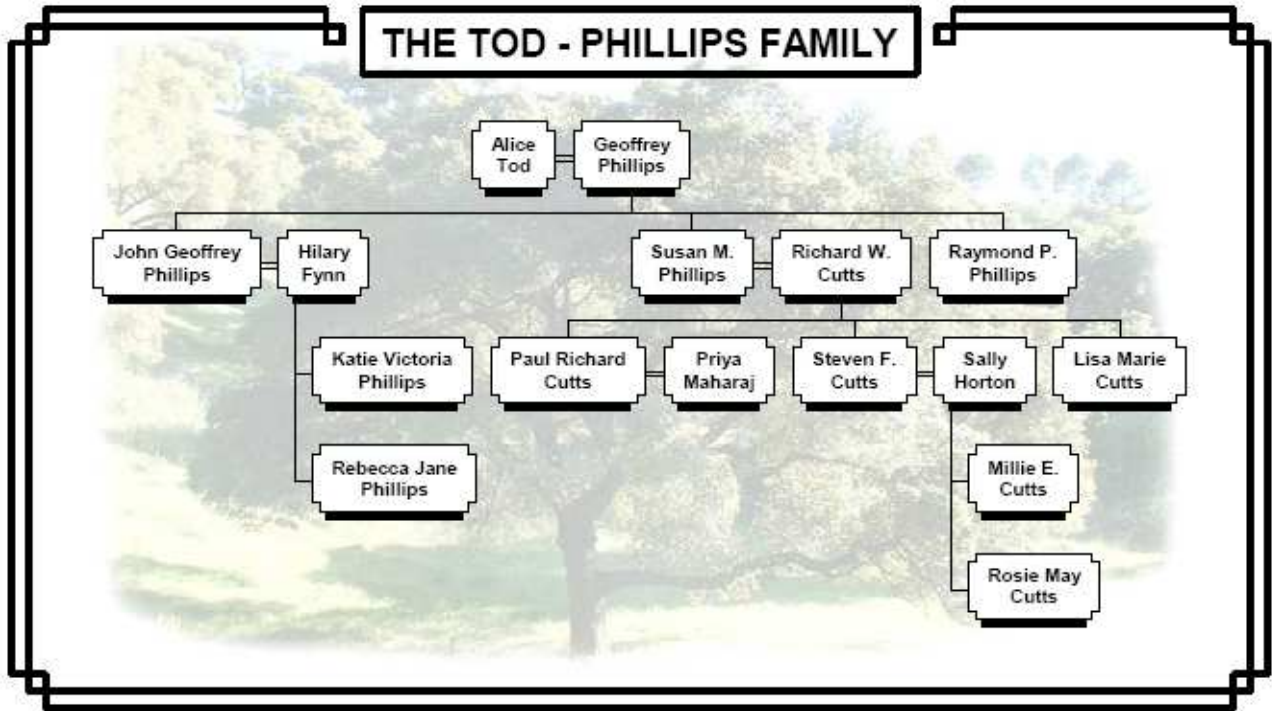 THE TOD - PHILLIPS FAMILY
Alice
Tod
Geoffrey
Phillips
John Geoffrey
Phillips
Hilary
Fynn
Susan M.
Phillips
Richard W.
Cutts
Raymond P.
Phillips
Katie Victoria
Phillips
Paul Richard
Cutts
Priya
Maharaj
Steven F.
Cutts
Sally
Horton
Lisa Marie
Cutts
Rebecca Jane
Phillips
Millie E.
Cutts
Rosie May
Cutts